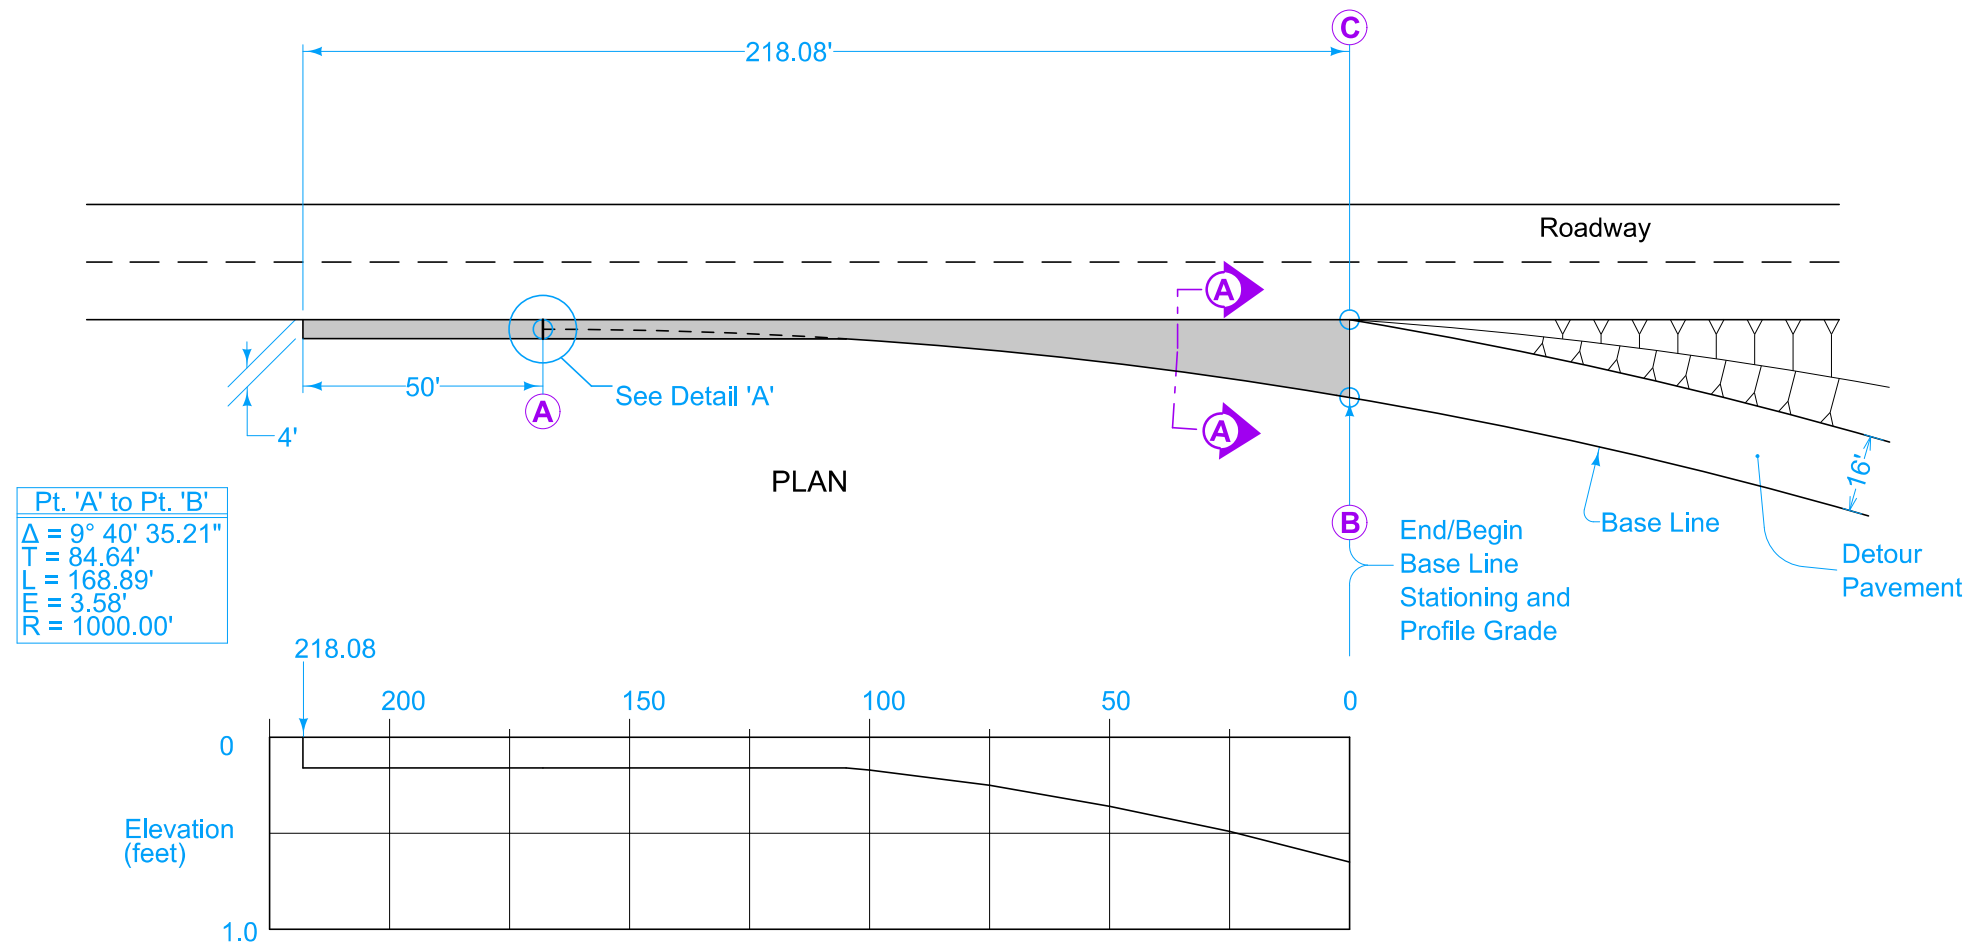 C
218.08'
Roadway
A
50'
See Detail 'A'
A
4'
A
PLAN
16'
Pt. 'A' to Pt. 'B'
Δ = 9° 40' 35.21"
T = 84.64'
L = 168.89'
E = 3.58'
R = 1000.00'
B
End/Begin
Base Line
Stationing and
Profile Grade
Base Line
Detour
Pavement
218.08
200 150 100 50 0
0
Elevation
(feet)
1.0